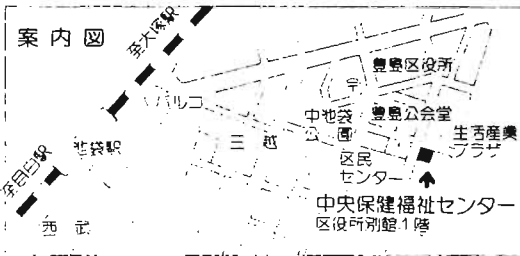 案内図
至大塚駅
パルコ
豊島区役所
中池袋
公園
豊島公会堂
生活産業
プラザ
池袋駅
三越
区民
センター
至目白駅
中央保健福祉センター
区役所別館1階
西武